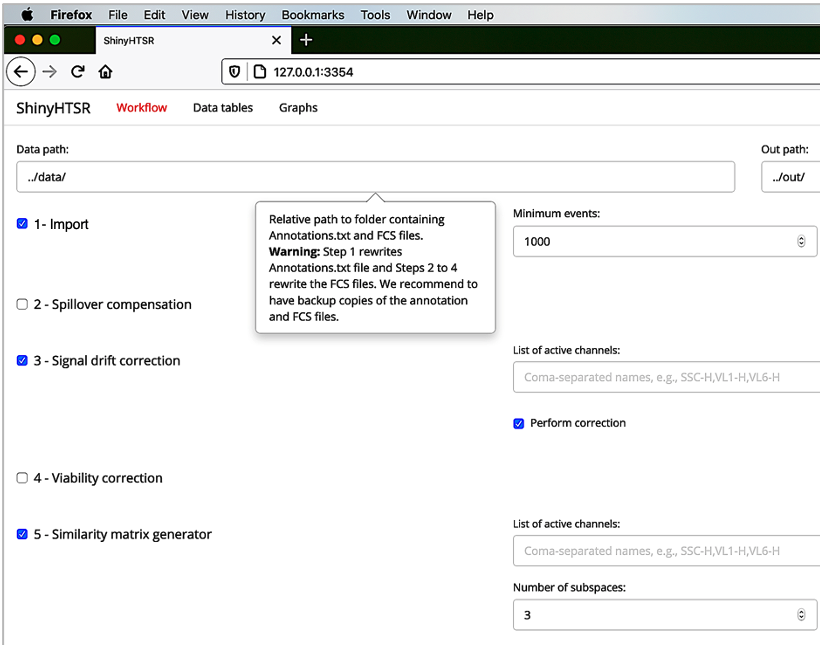 Firefox File Edit View History Bookmarks Tools Window Help
ShinyHTSR
127.0.0.1:3354
ShinyHTSR Workflow Data tables Graphs
Data path: Out path:
../data/ ../out/
Relative path to folder containing
Annotations.txt and FCS files.
Warning: Step 1 rewrites
Annotations.txt file and Steps 2 to 4
rewrite the FCS files. We recommend to
have backup copies of the annotation
and FCS files.
1- Import
Minimum events:
1000
2 - Spillover compensation
3 - Signal drift correction
List of active channels:
Coma-separated names, e.g., SSC-H,VL1-H,VL6-H
Perform correction
4 - Viability correction
5 - Similarity matrix generator
List of active channels:
Coma-separated names, e.g., SSC-H,VL1-H,VL6-H
Number of subspaces:
3